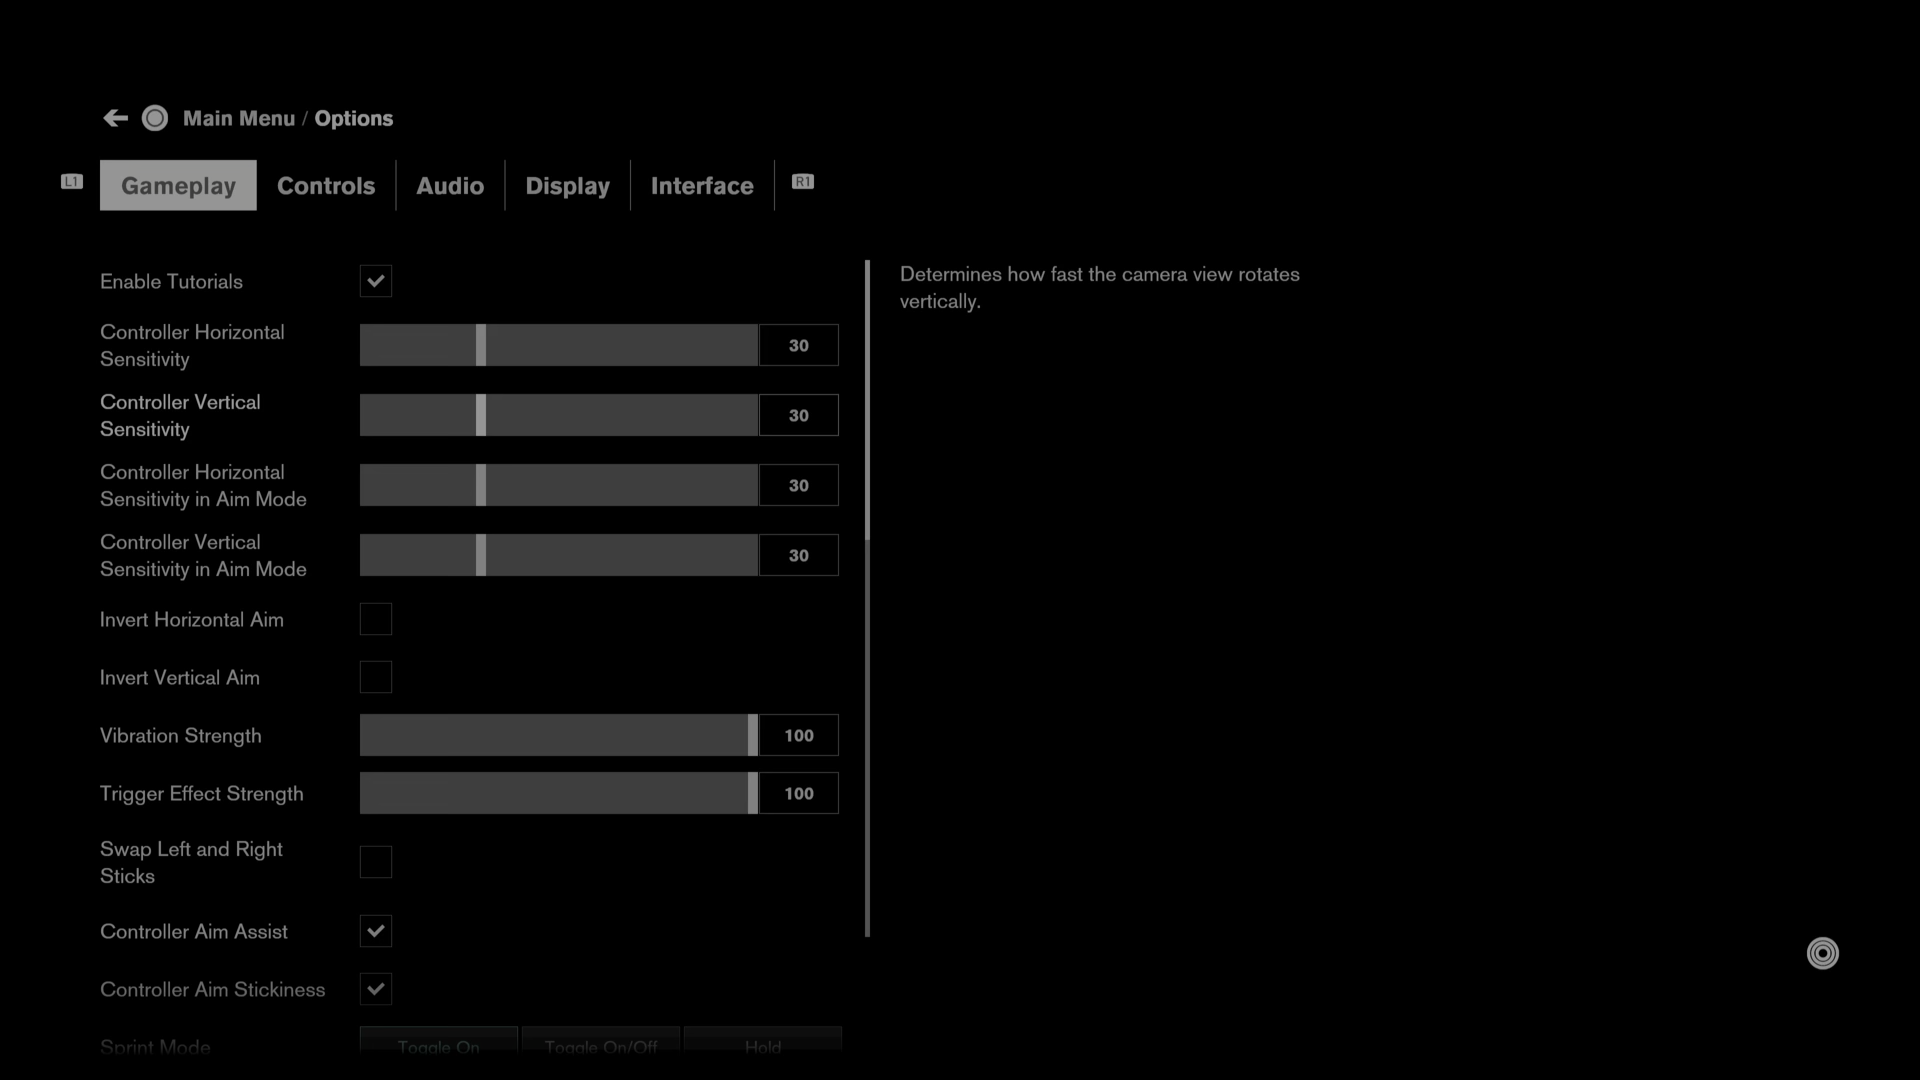 Main Menu / Options
L1 Gameplay Controls Audio Display Interface R1
Enable Tutorials
Controller Horizontal
Sensitivity
30
Controller Vertical
Sensitivity
30
Controller Horizontal
Sensitivity in Aim Mode
30
Controller Vertical
Sensitivity in Aim Mode
30
Invert Horizontal Aim
Invert Vertical Aim
Vibration Strength
100
Trigger Effect Strength
100
Swap Left and Right
Sticks
Controller Aim Assist
Controller Aim Stickiness
Sprint Mode
Toggle On Toggle On/Off Hold
Determines how fast the camera view rotates
vertically.